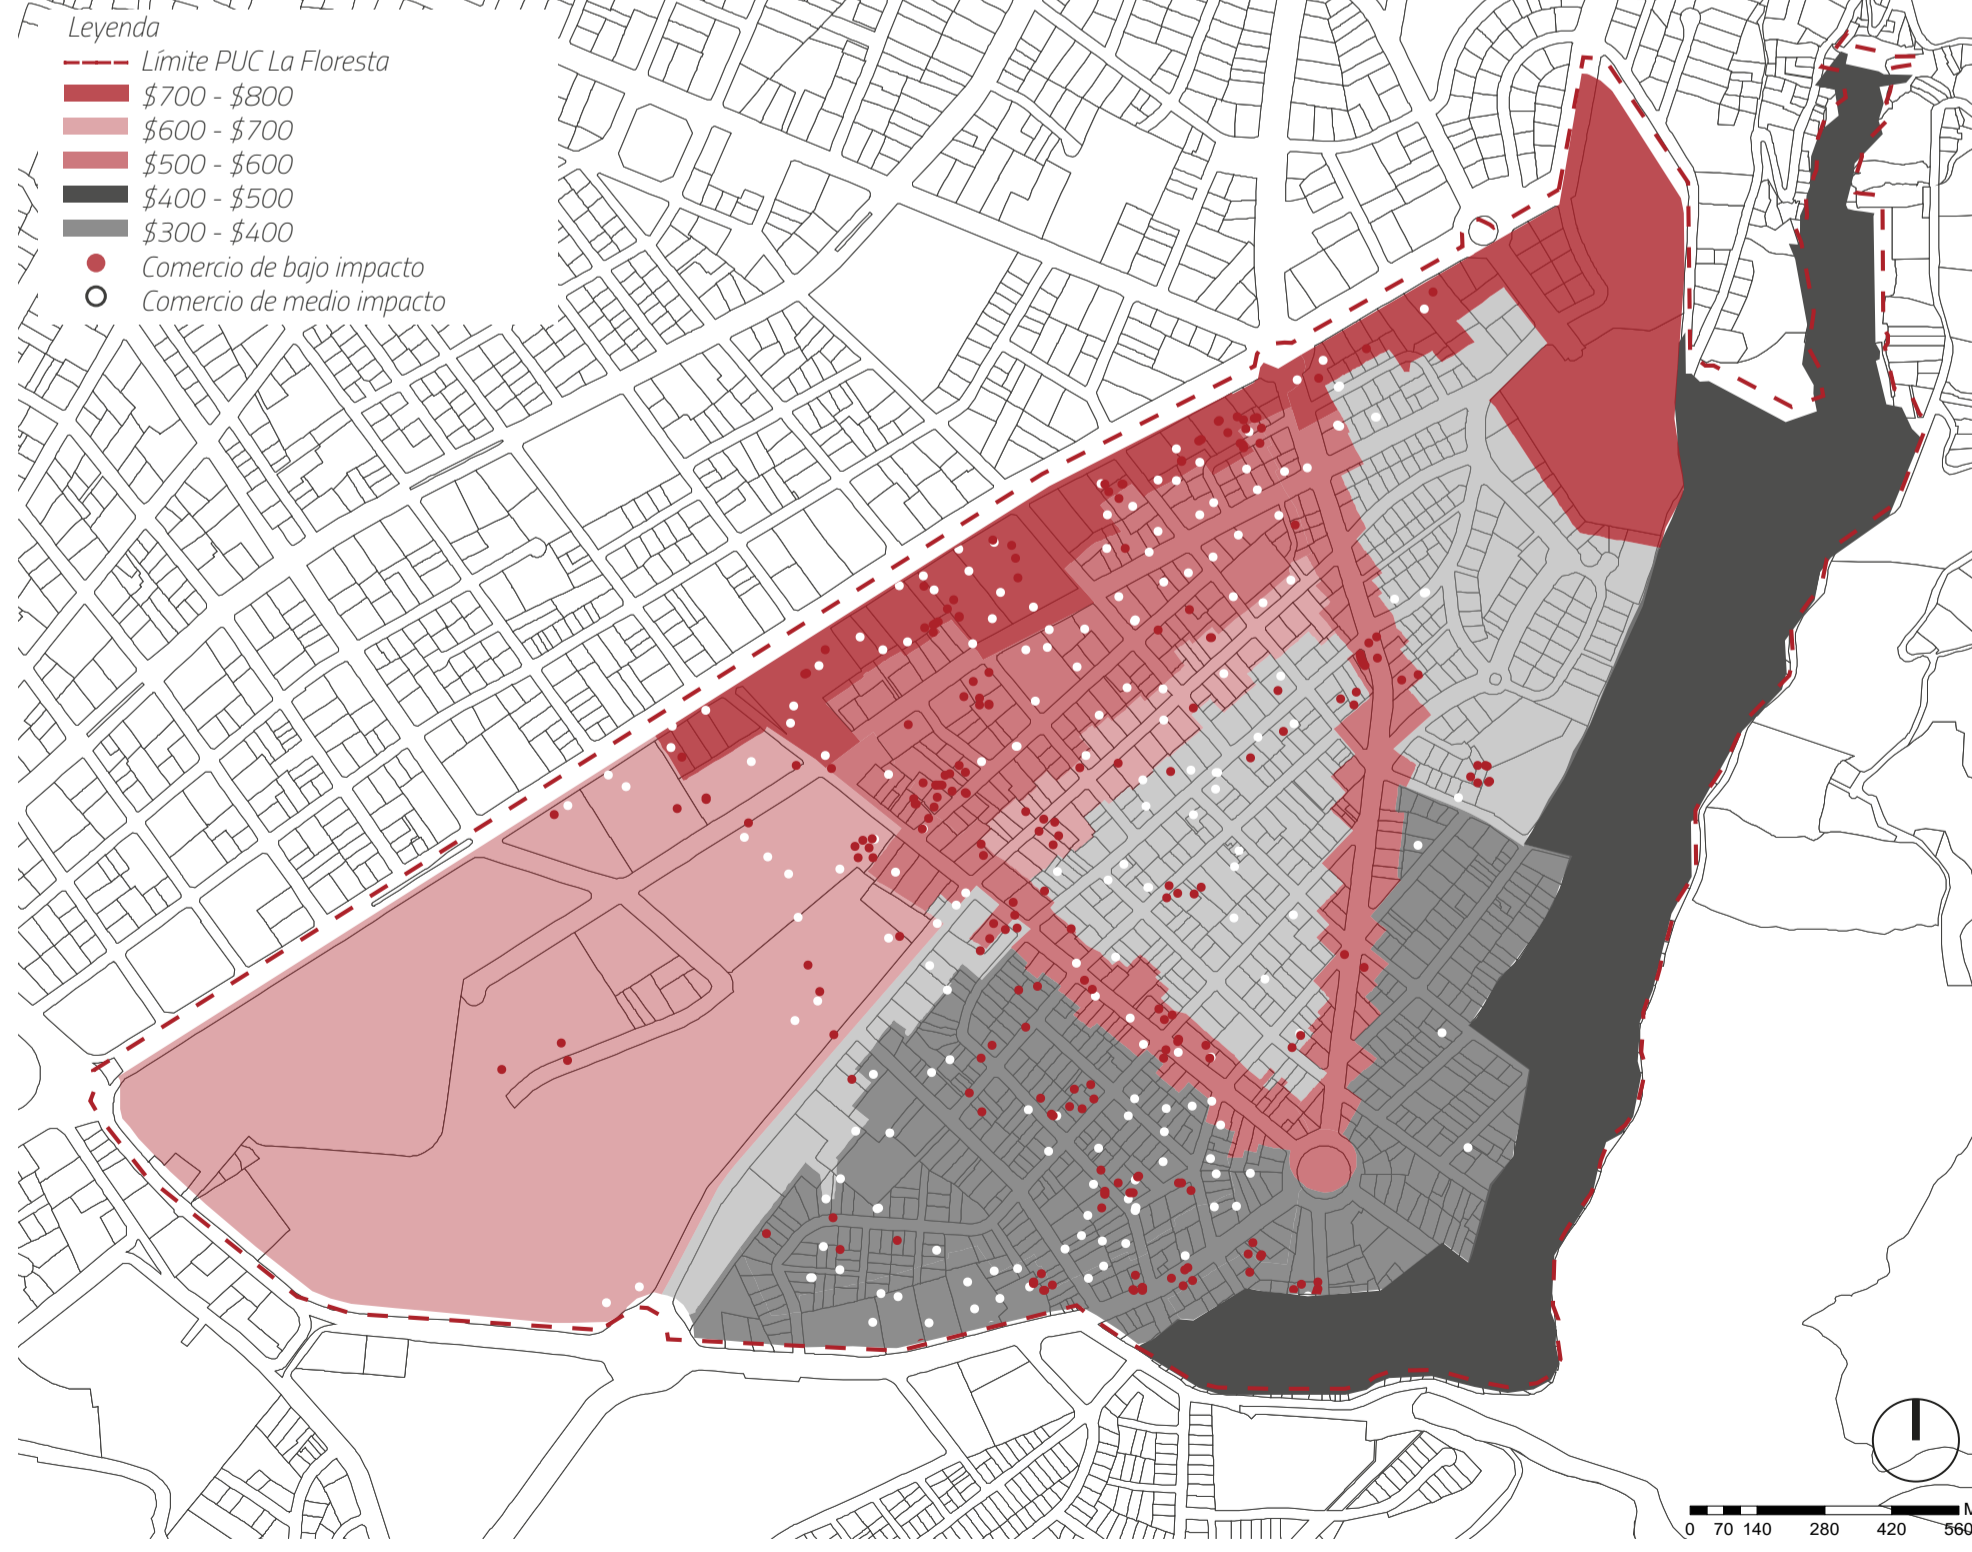 Leyenda
Límite PUC La Floresta
$700 - $800
$600 - $700
$500 - $600
$400 - $500
$300 - $400
Comercio de bajo impacto
Comercio de medio impacto
M
0 70 140 280 420 560